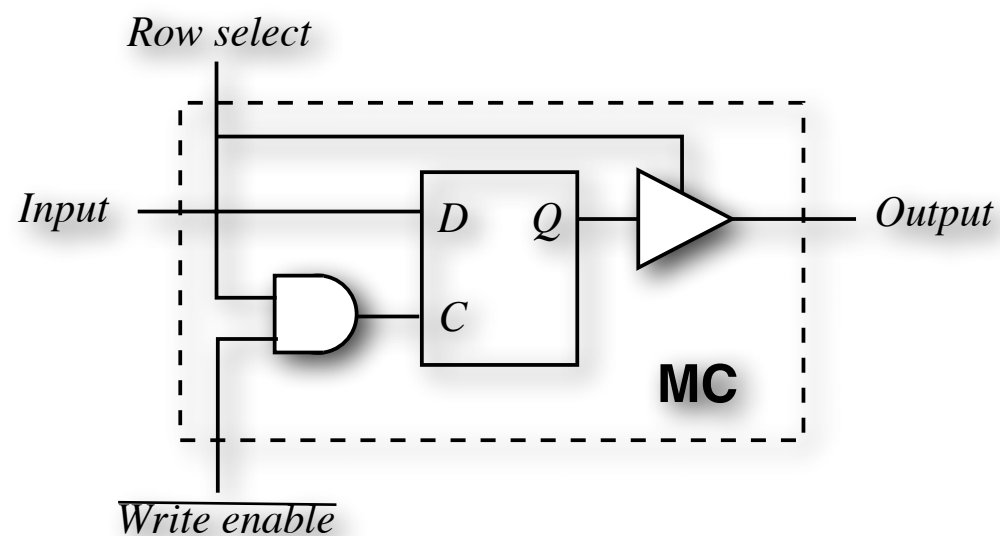 Row select
Input
D
Q
Output
C
MC
Write enable